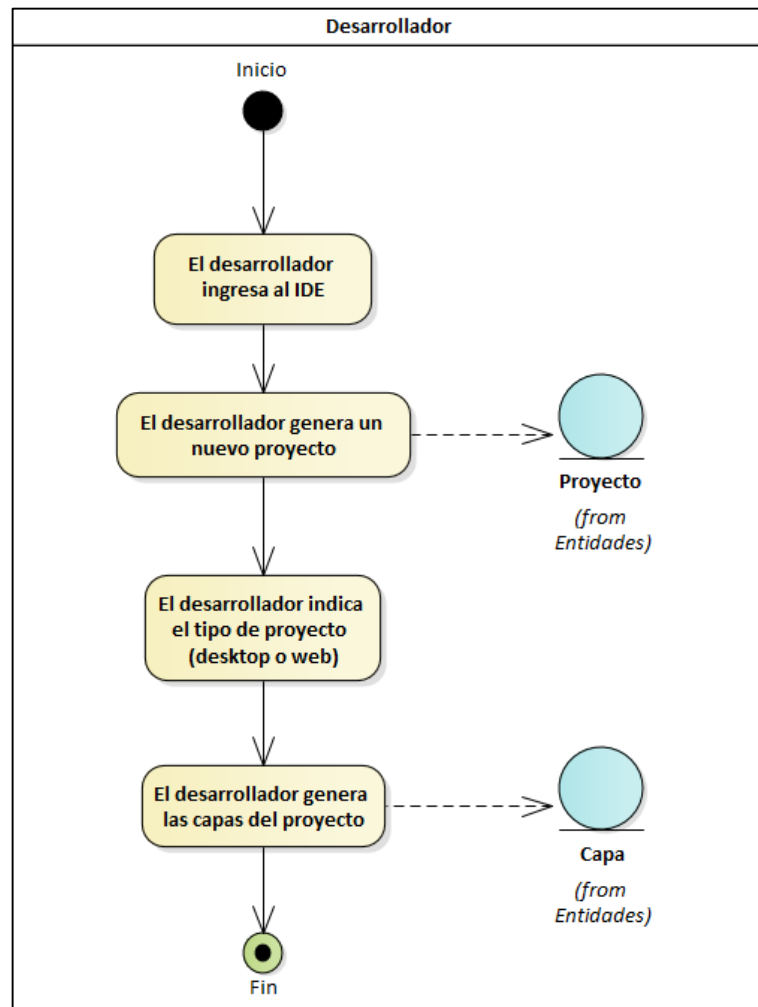 Desarrollador
Inicio
El desarrollador
ingresa al IDE
El desarrollador genera un
nuevo proyecto
Proyecto
(from
Entidades)
El desarrollador indica
el tipo de proyecto
(desktop o web)
El desarrollador genera
las capas del proyecto
Capa
(from
Entidades)
Fin